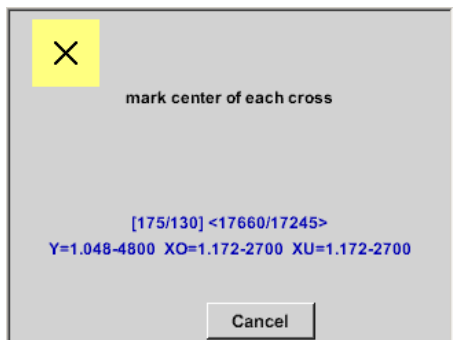 mark center of each cross
[175/130] <17660/17245>
Y=1.048-4800 XO=1.172-2700 XU=1.172-2700
Cancel